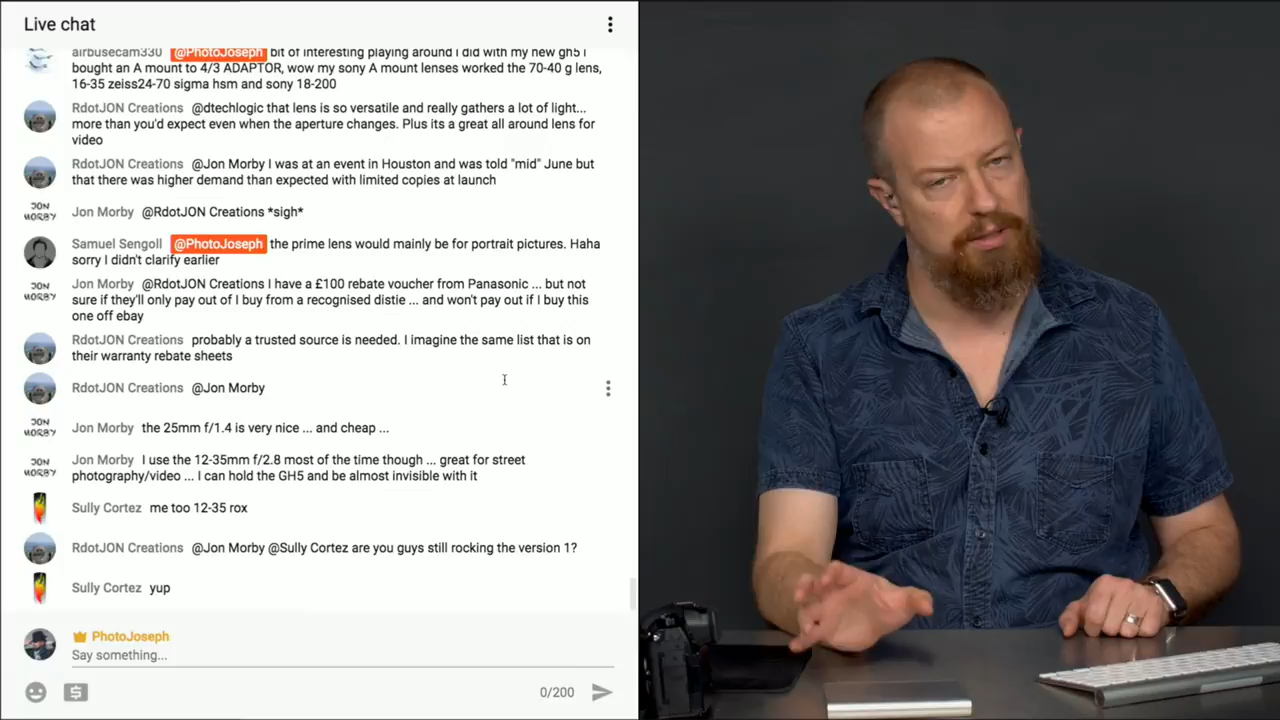 Live chat
airbusecam330 @PhotoJoseph bit of interesting playing around i did with my new gh5 i
bought an A mount to 4/3 ADAPTOR, wow my sony A mount lenses worked the 70-40 g lens,
16-35 zeiss24-70 sigma hsm and sony 18-200
RdotJON Creations @dtechlogic that lens is so versatile and really gathers a lot of light...
more than you'd expect even when the aperture changes. Plus its a great all around lens for
video
RdotJON Creations @Jon Morby I was at an event in Houston and was told "mid" June but
that there was higher demand than expected with limited copies at launch
JON
MORBY
Jon Morby @RdotJON Creations *sigh*
Samuel Sengoll @PhotoJoseph the prime lens would mainly be for portrait pictures. Haha
sorry I didn't clarify earlier
JON
MORBY
Jon Morby @RdotJON Creations I have a £100 rebate voucher from Panasonic ... but not
sure if they'll only pay out of I buy from a recognised distie ... and won't pay out if I buy this
one off ebay
RdotJON Creations probably a trusted source is needed. I imagine the same list that is on
their warranty rebate sheets
RdotJON Creations @Jon Morby
JON
MORBY
Jon Morby the 25mm f/1.4 is very nice ... and cheap ...
JON
MORBY
Jon Morby I use the 12-35mm f/2.8 most of the time though ... great for street
photography/video ... I can hold the GH5 and be almost invisible with it
Sully Cortez me too 12-35 rox
RdotJON Creations @Jon Morby @Sully Cortez are you guys still rocking the version 1?
Sully Cortez yup
PhotoJoseph
Say something...
0/200